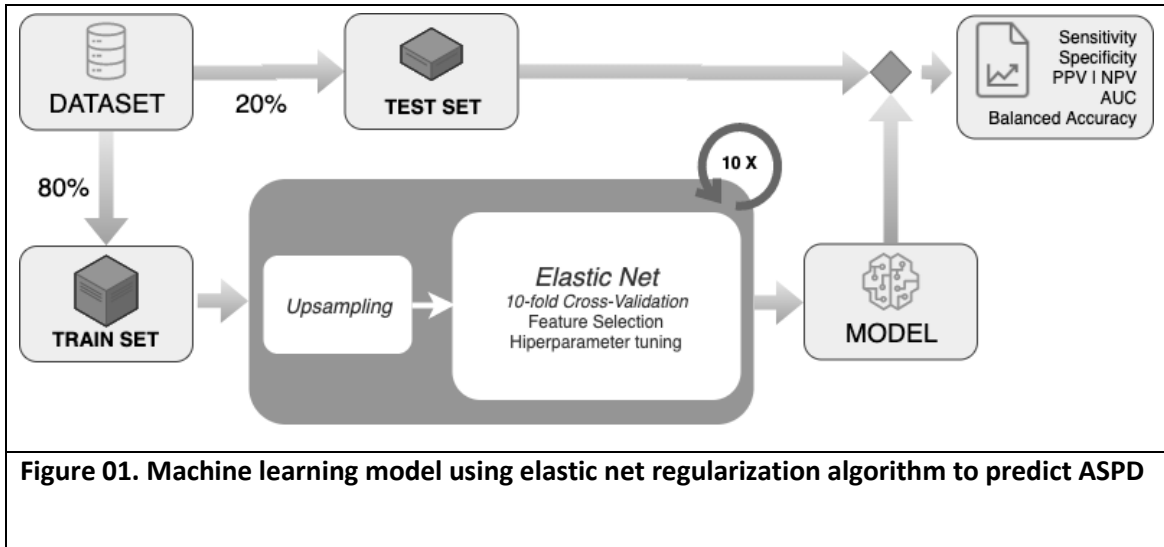 DATASET
20%
TEST SET
Sensitivity
Specificity
PPV I NPV
AUC
Balanced Accuracy
80%
10 X
TRAIN SET
Upsampling
Elastic Net
10-fold Cross-Validation
Feature Selection
Hiperparameter tuning
MODEL
Figure 01. Machine learning model using elastic net regularization algorithm to predict ASPD